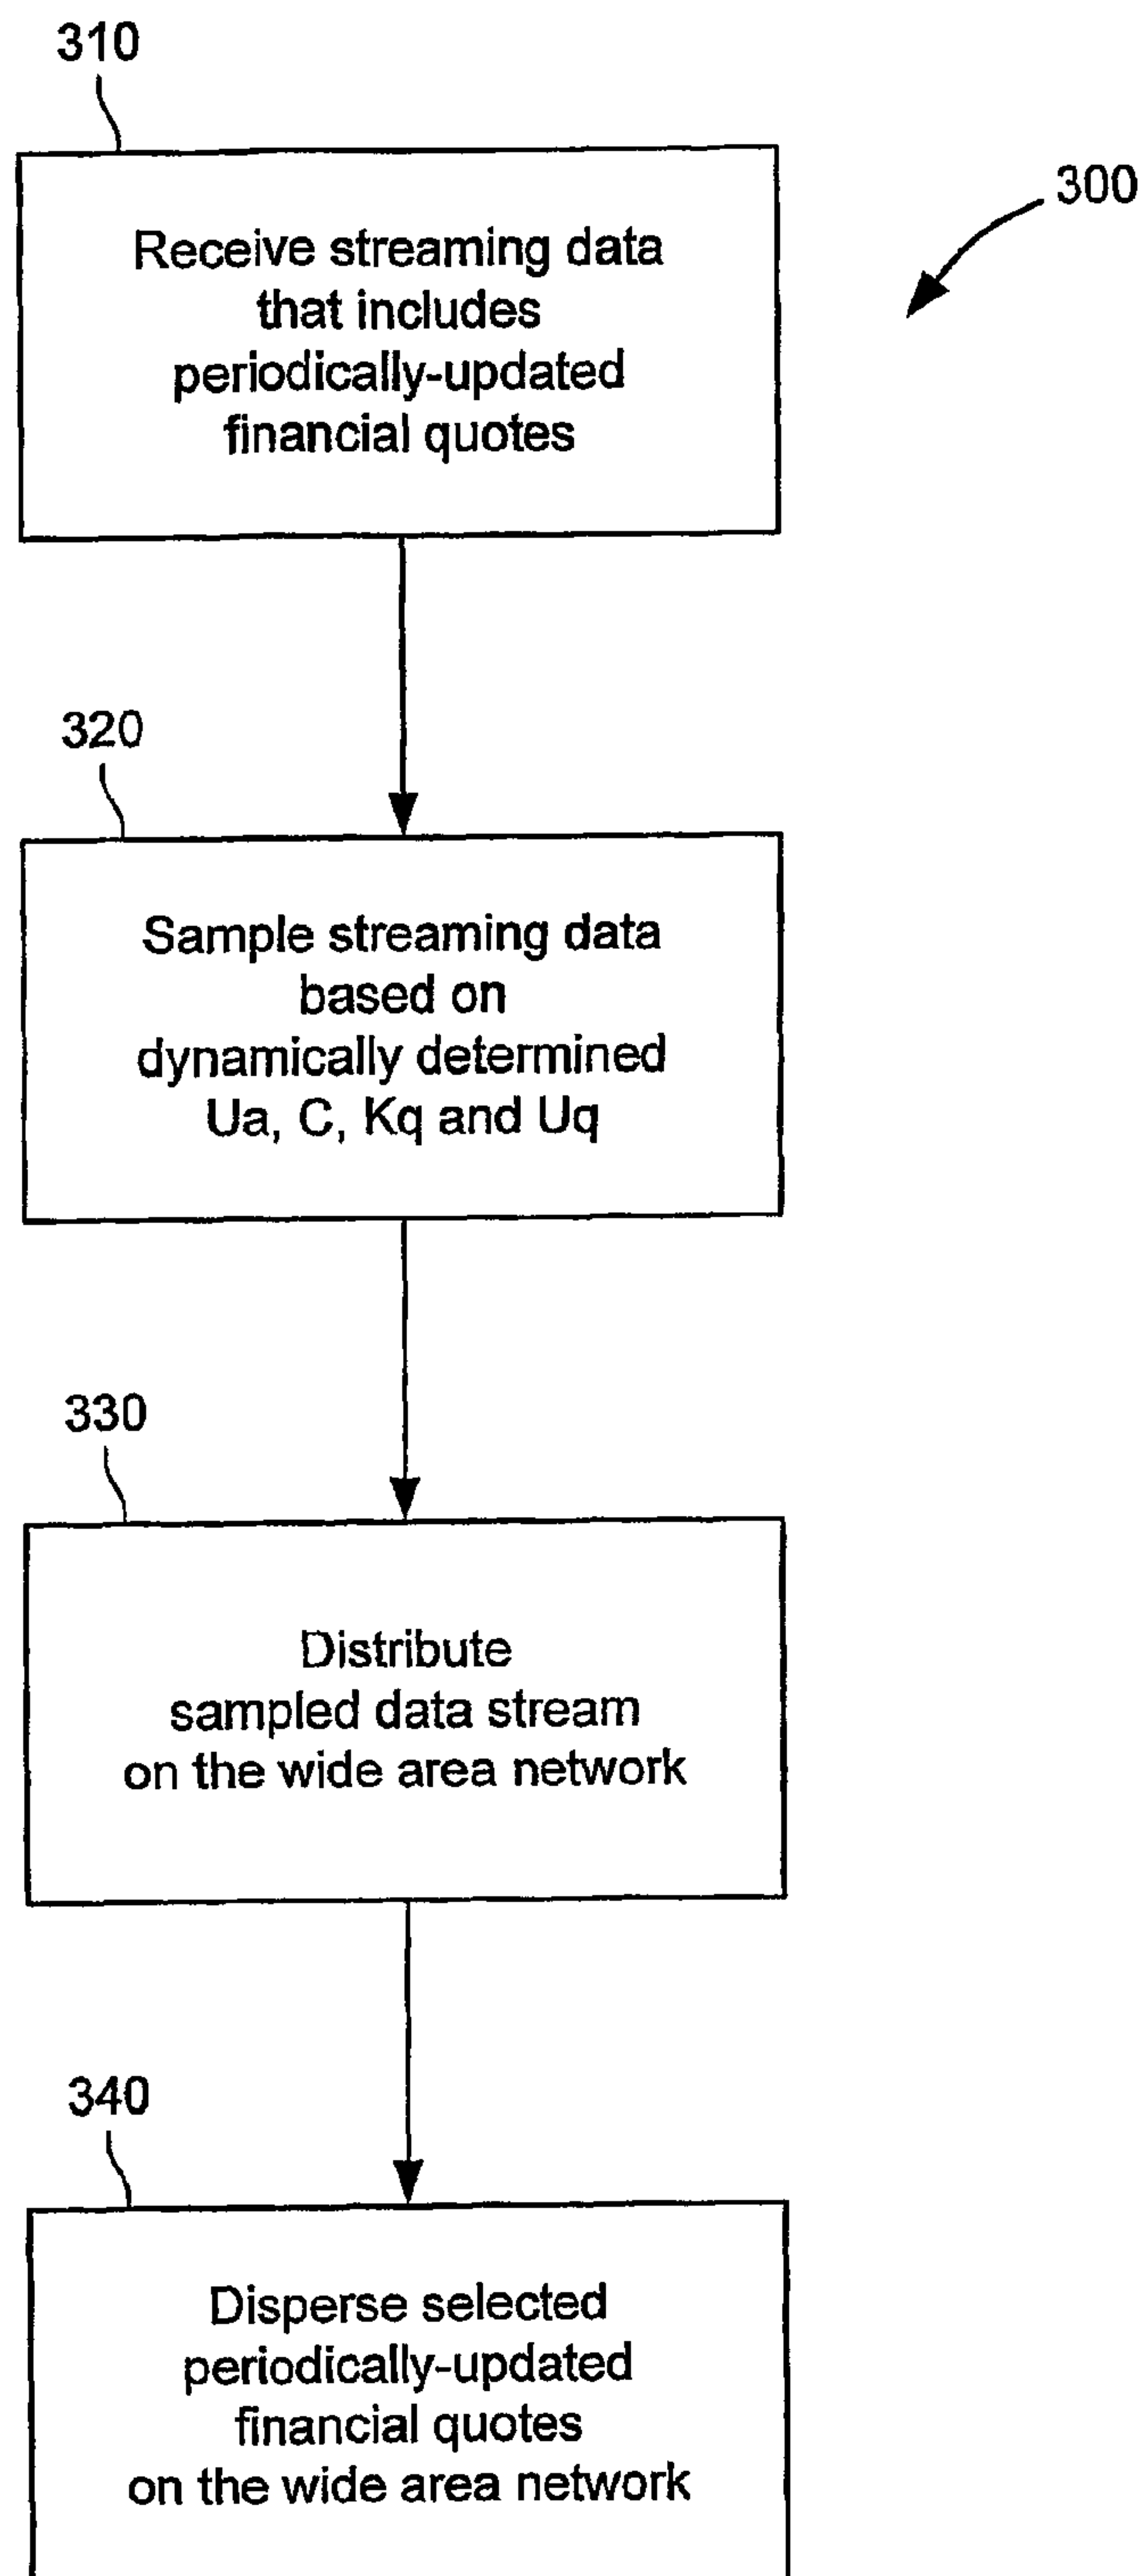 310
300
Receive streaming data
that includes
periodically-updated
financial quotes
320
Sample streaming data
based on
dynamically determined
Ua, C, Kq and Uq
330
Distribute
sampled data stream
on the wide area network
340
Disperse selected
periodically-updated
financial quotes
on the wide area network